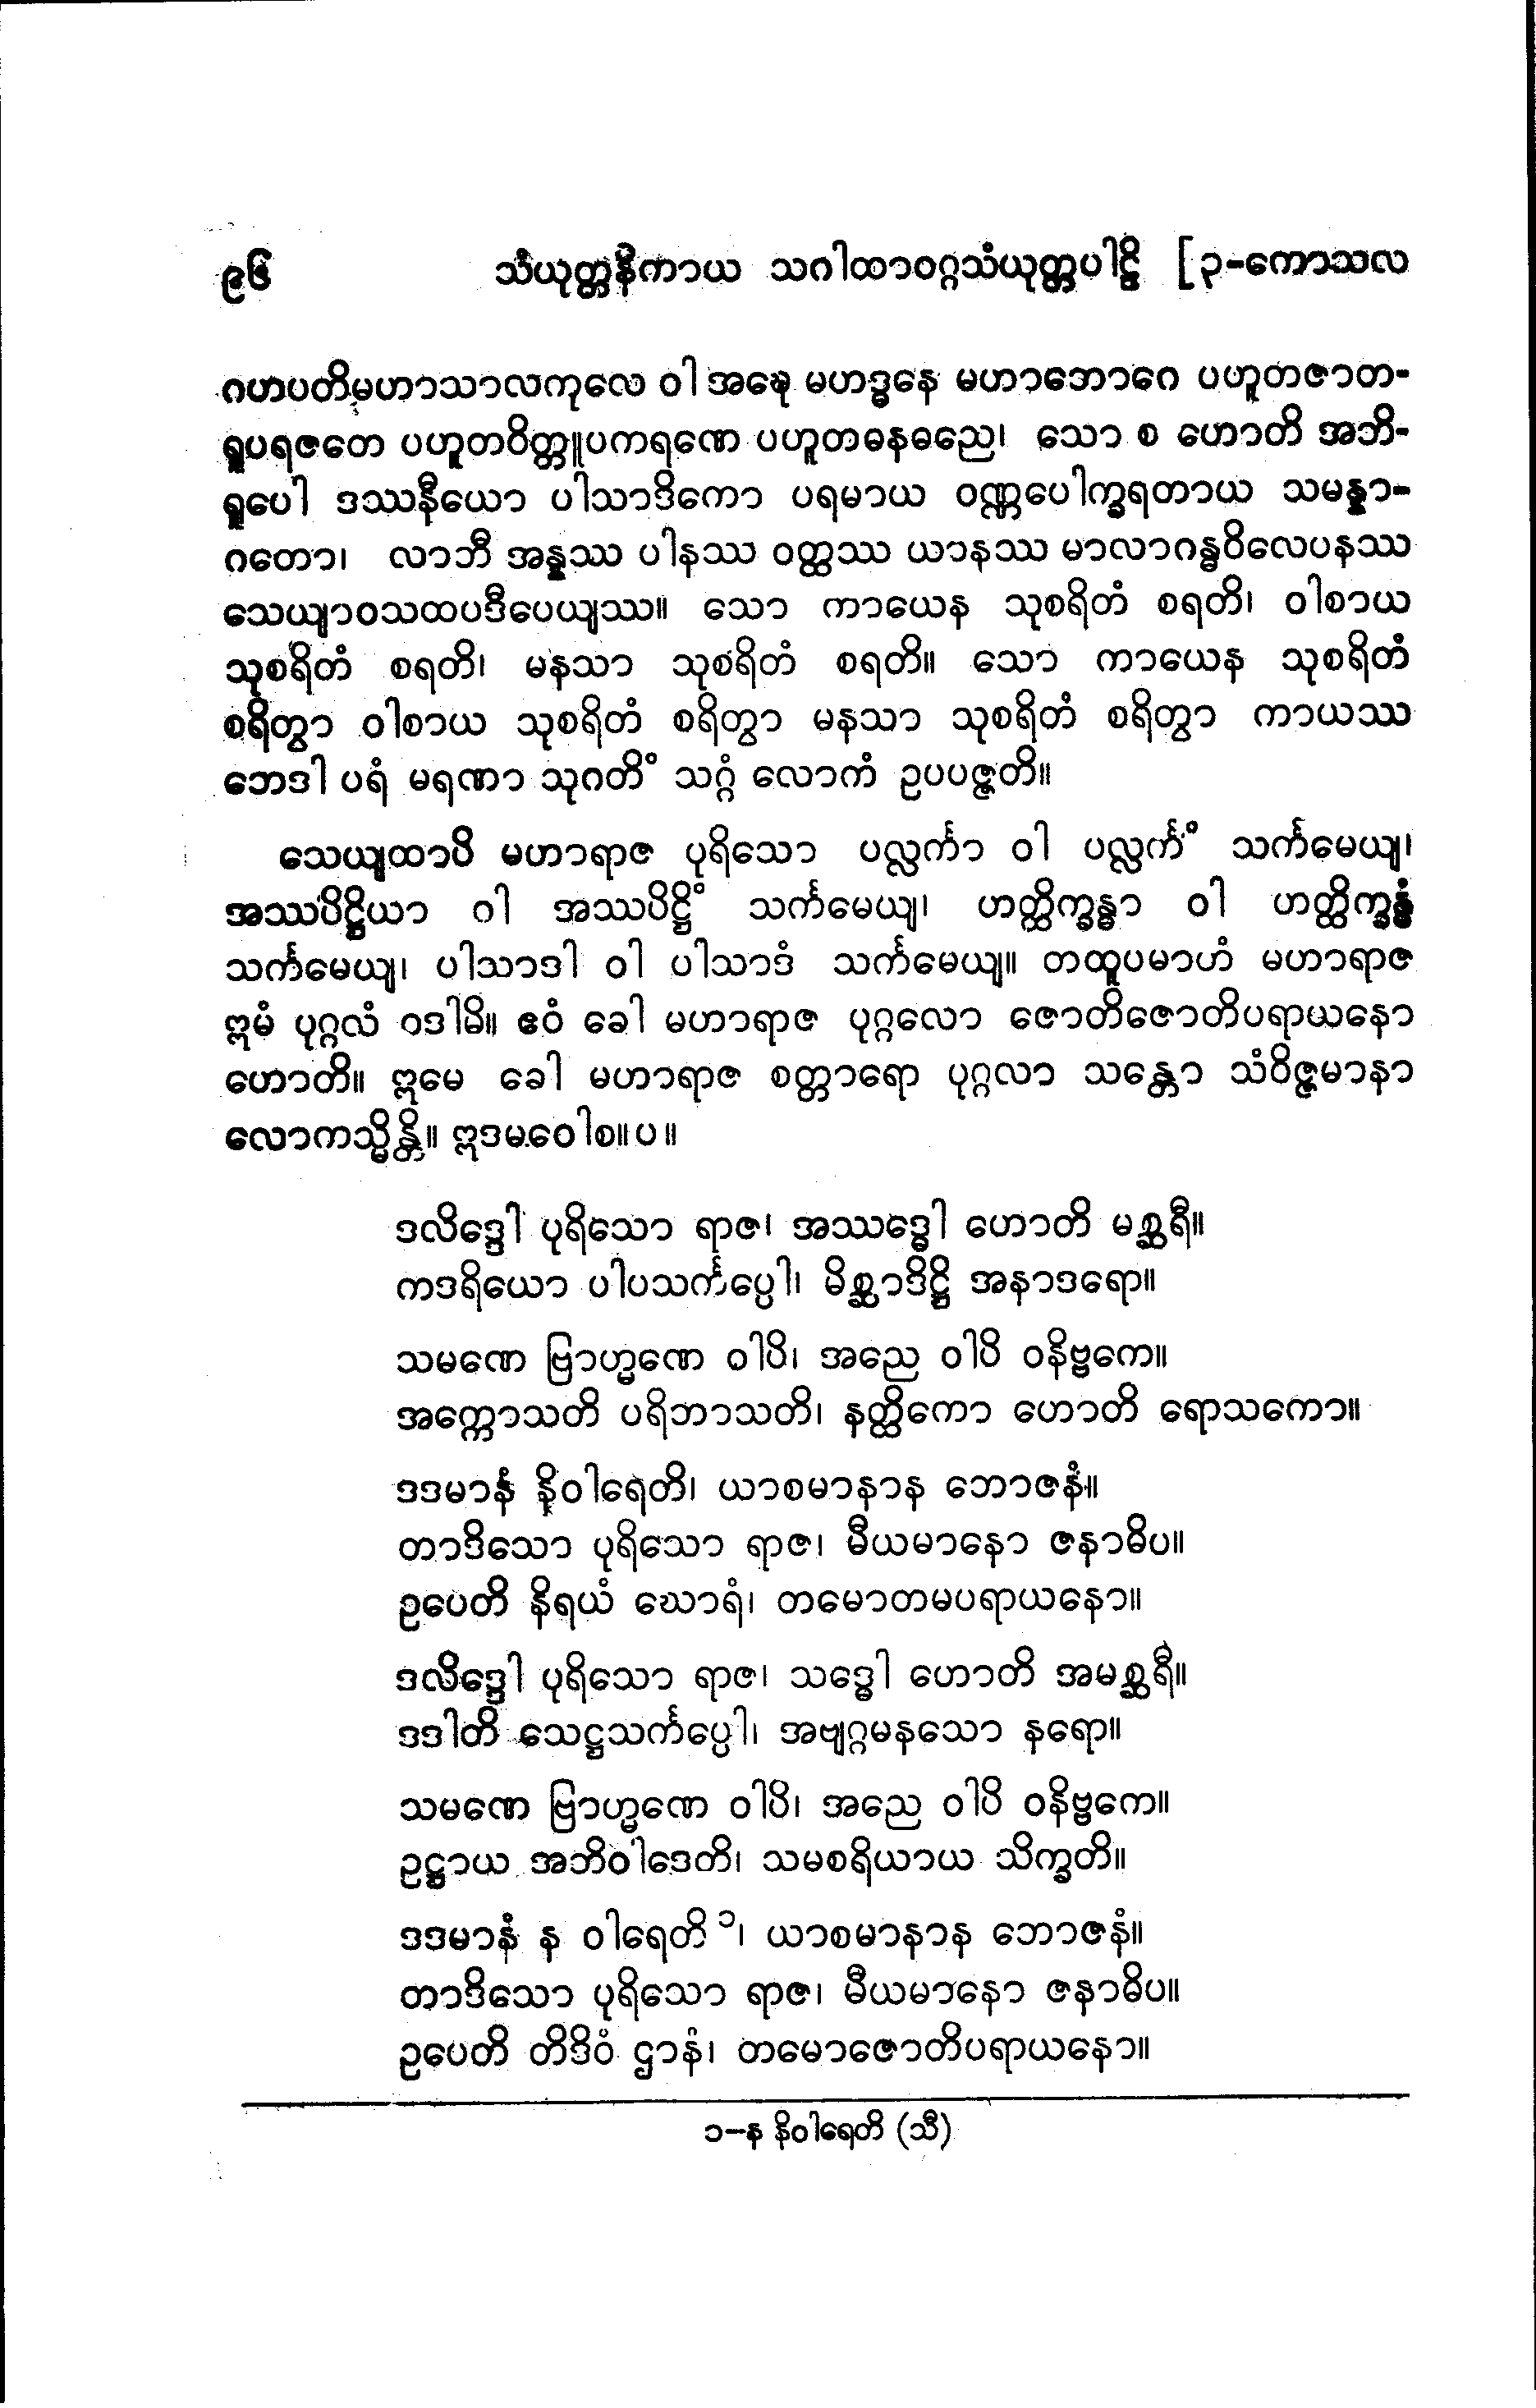 ၉၆ သံယုတ္တနိကာယ သဂါထာဝဂ္ဂသံယုတ္တပါဠိ [၃-ကောသလ
ဂဟပတိမဟာသာလကုလေ ဝါ အဍ္ဎေ မဟဒ္ဓနေ မဟာဘောဂေ ပဟူတဇာတ-
ရူပရဇတေ ပဟူတဝိတ္တူပကရဏေ ပဟူတဓနဓညေ၊ သော စ ဟောတိ အဘိ-
ရူပေါ ဒဿနီယော ပါသာဒိကော ပရမာယ ဝဏ္ဏပေါက္ခရတာယ သမန္နာ-
ဂတော၊ လာဘီ အန္နဿ ပါနဿ ဝတ္ထဿ ယာနဿ မာလာဂန္ဓဝိလေပနဿ
သေယျာဝသထပဒီပေယျဿ။ သော ကာယေန သုစရိတံ စရတိ၊ ဝါစာယ
သုစရိတံ စရတိ၊ မနသာ သုစရိတံ စရတိ။ သော ကာယေန သုစရိတံ
စရိတွာ ဝါစာယ သုစရိတံ စရိတွာ မနသာ သုစရိတံ စရိတွာ ကာယဿ
ဘေဒါ ပရံ မရဏာ သုဂတိံ သဂ္ဂံ လောကံ ဥပပဇ္ဇတိ။
သေယျထာပိ မဟာရာဇ ပုရိသော ပလ္လင်္ကာ ဝါ ပလ္လင်္ကံ သင်္ကမေယျ၊
အဿပိဋ္ဌိယာ ဝါ အဿပိဋ္ဌိံ သင်္ကမေယျ၊ ဟတ္ထိက္ခန္ဓာ ဝါ ဟတ္ထိက္ခန္ဓံ
သင်္ကမေယျ၊ ပါသာဒါ ဝါ ပါသာဒံ သင်္ကမေယျ။ တထူပမာဟံ မဟာရာဇ
ဣမံ ပုဂ္ဂလံ ဝဒါမိ။ ဧဝံ ခေါ မဟာရာဇ ပုဂ္ဂလော ဇောတိဇောတိပရာယနော
ဟောတိ။ ဣမေ ခေါ မဟာရာဇ စတ္တာရော ပုဂ္ဂလာ သန္တော သံဝိဇ္ဇမာနာ
လောကသ္မိန္တိ။ ဣဒမဝေါစ။ပ။
ဒလိဒ္ဒေါ ပုရိသော ရာဇ၊ အဿဒ္ဓေါ ဟောတိ မစ္ဆရီ။
ကဒရိယော ပါပသင်္ကပ္ပေါ၊ မိစ္ဆာဒိဋ္ဌိ အနာဒရော။
သမဏေ ဗြာဟ္မဏေ ဝါပိ၊ အညေ ဝါပိ ဝနိဗ္ဗကေ။
အက္ကောသတိ ပရိဘာသတိ၊ နတ္ထိကော ဟောတိ ရောသကော။
ဒဒမာနံ နိဝါရေတိ၊ ယာစမာနာန ဘောဇနံ။
တာဒိသော ပုရိသော ရာဇ၊ မီယမာနော ဇနာဓိပ။
ဥပေတိ နိရယံ ဃောရံ၊ တမောတမပရာယနော။
ဒလိဒ္ဒေါ ပုရိသော ရာဇ၊ သဒ္ဓေါ ဟောတိ အမစ္ဆရီ။
ဒဒါတိ သေဋ္ဌသင်္ကပ္ပေါ၊ အဗျဂ္ဂမနသော နရော။
သမဏေ ဗြာဟ္မဏေ ဝါပိ၊ အညေ ဝါပိ ဝနိဗ္ဗကေ။
ဥဋ္ဌာယ အဘိဝါဒေတိ၊ သမစရိယာယ သိက္ခတိ။
ဒဒမာနံ န ဝါရေတိ ၁၊ ယာစမာနာန ဘောဇနံ။
တာဒိသော ပုရိသော ရာဇ၊ မီယမာနော ဇနာဓိပ။
ဥပေတိ တိဒိဝံ ဌာနံ၊ တမောဇောတိပရာယနော။
၁-န နိဝါရေတိ (သီ)